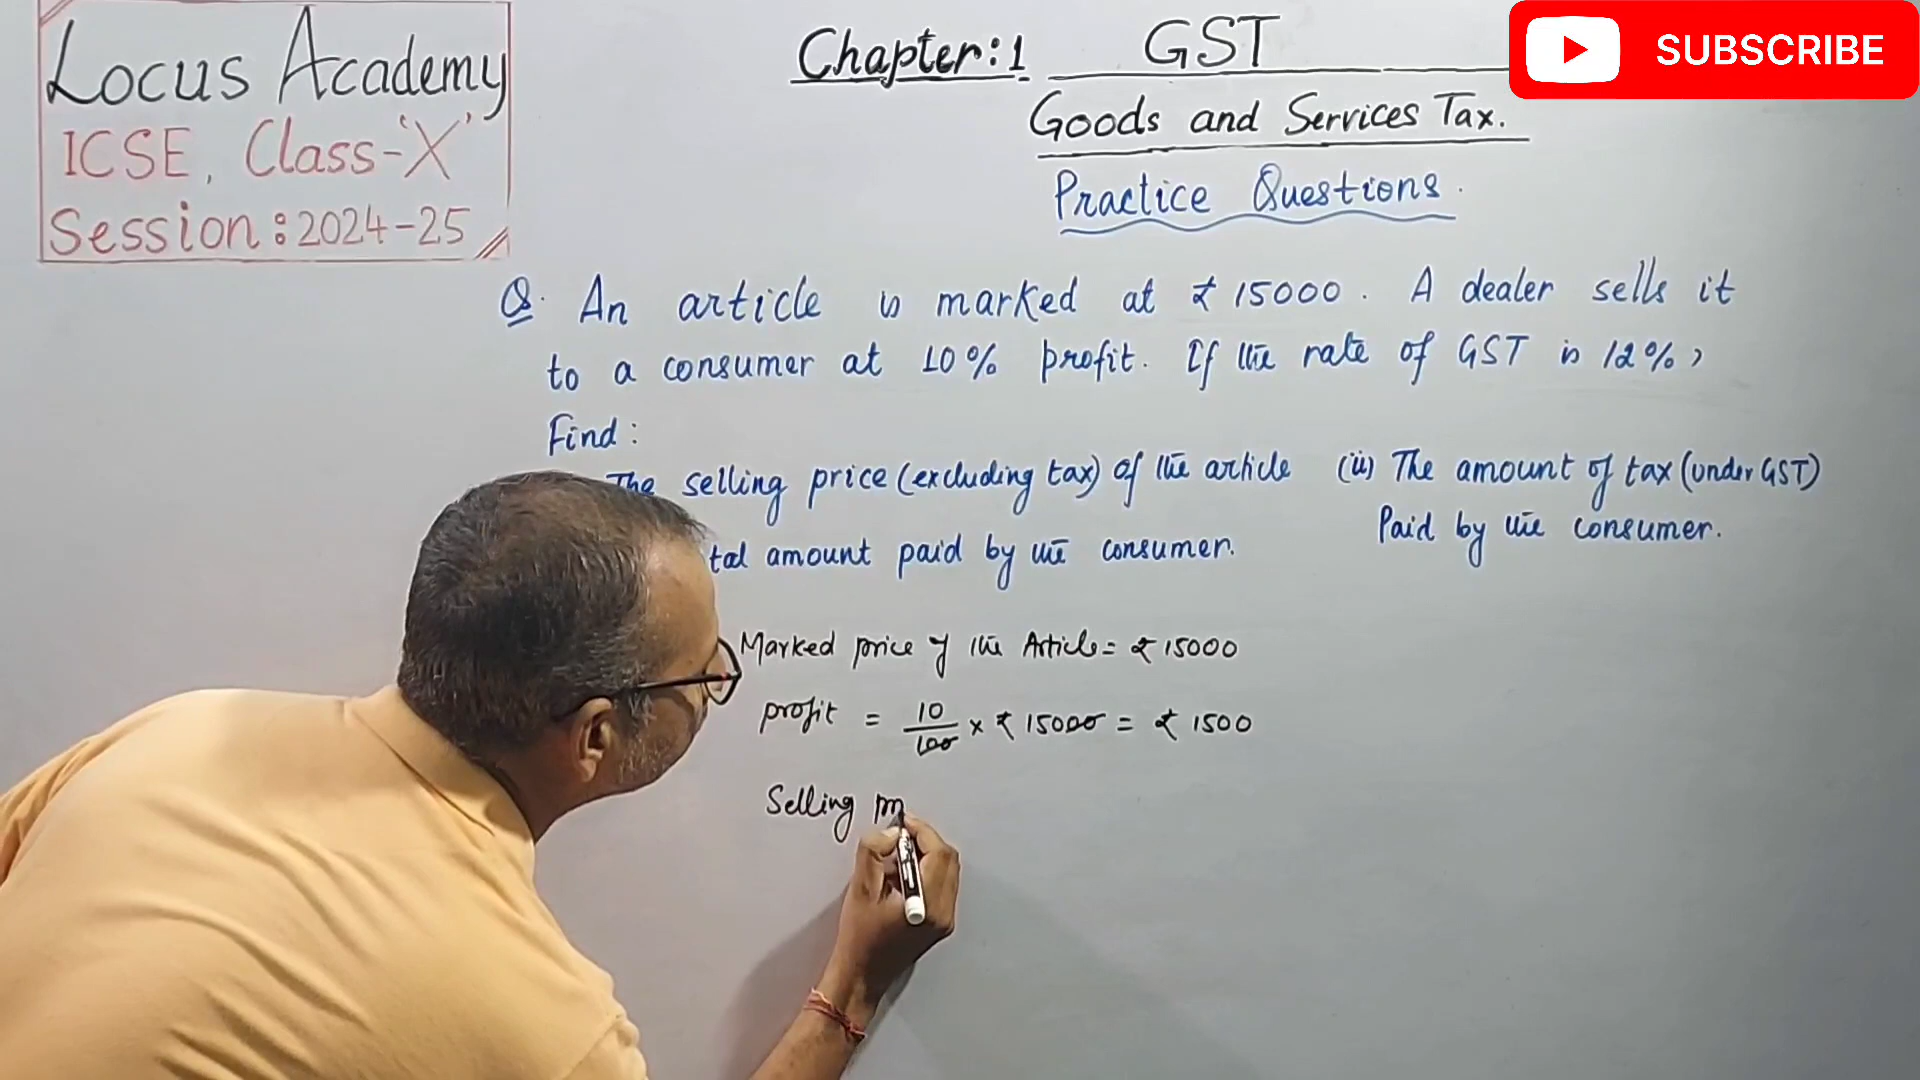 Locus Academy
ICSE, Class-'X'
Session: 2024-25
Chapter: 1 GST
Goods and Services Tax.
Practice Questions.
SUBSCRIBE
Q. An article is marked at ₹ 15000. A dealer sells it
to a consumer at 10% profit. If the rate of GST is 12%,
Find:
The selling price (excluding tax) of the article
amount paid by the consumer.
(ii) The amount of tax (under GST)
Paid by the consumer.
Marked price of the Article = ₹ 15000
profit = 10/100 × ₹ 15000 = ₹ 1500
Selling